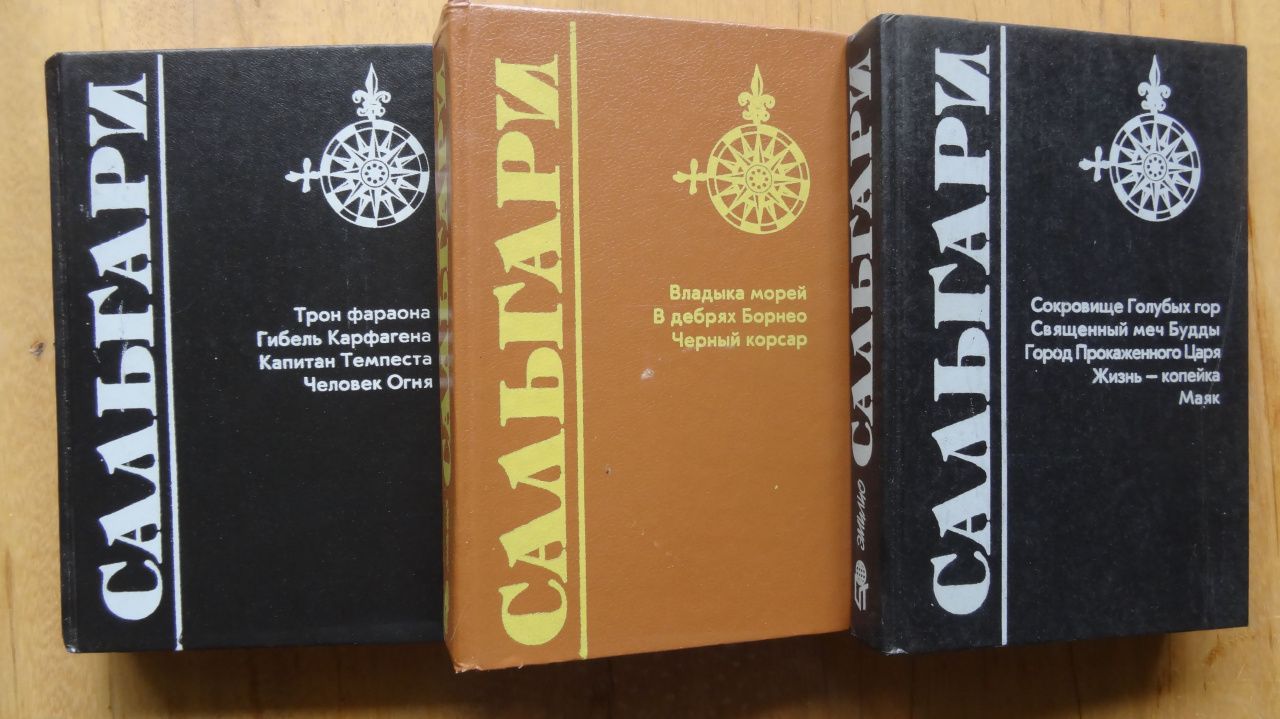 САЛЬГАРИ
Трон фараона
Гибель Карфагена
Капитан Темпеста
Человек Огня
САЛЬГАРИ
САЛЬГАРИ
Владыка морей
В дебрях Борнео
Черный корсар
ЭМИЛИО САЛЬГАРИ
САЛЬГАРИ
Сокровище Голубых гор
Священный меч Будды
Город Прокаженного Царя
Жизнь — копейка
Маяк